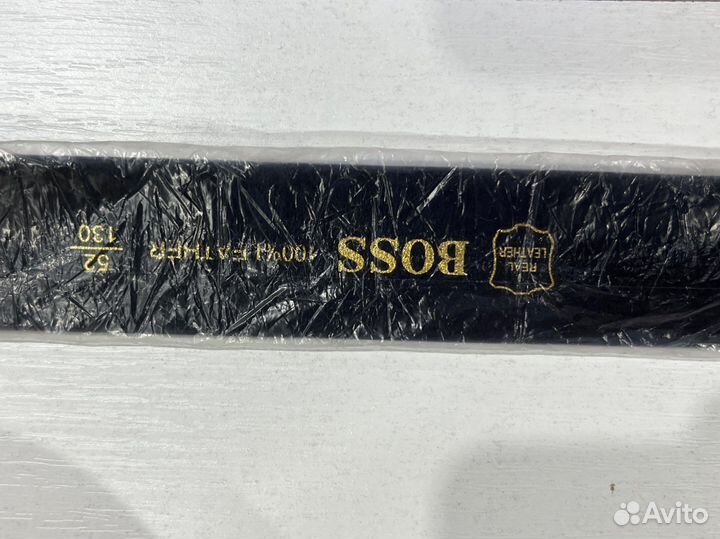 REAL
LEATHER
BOSS
100% LEATHER
52
130
Avito